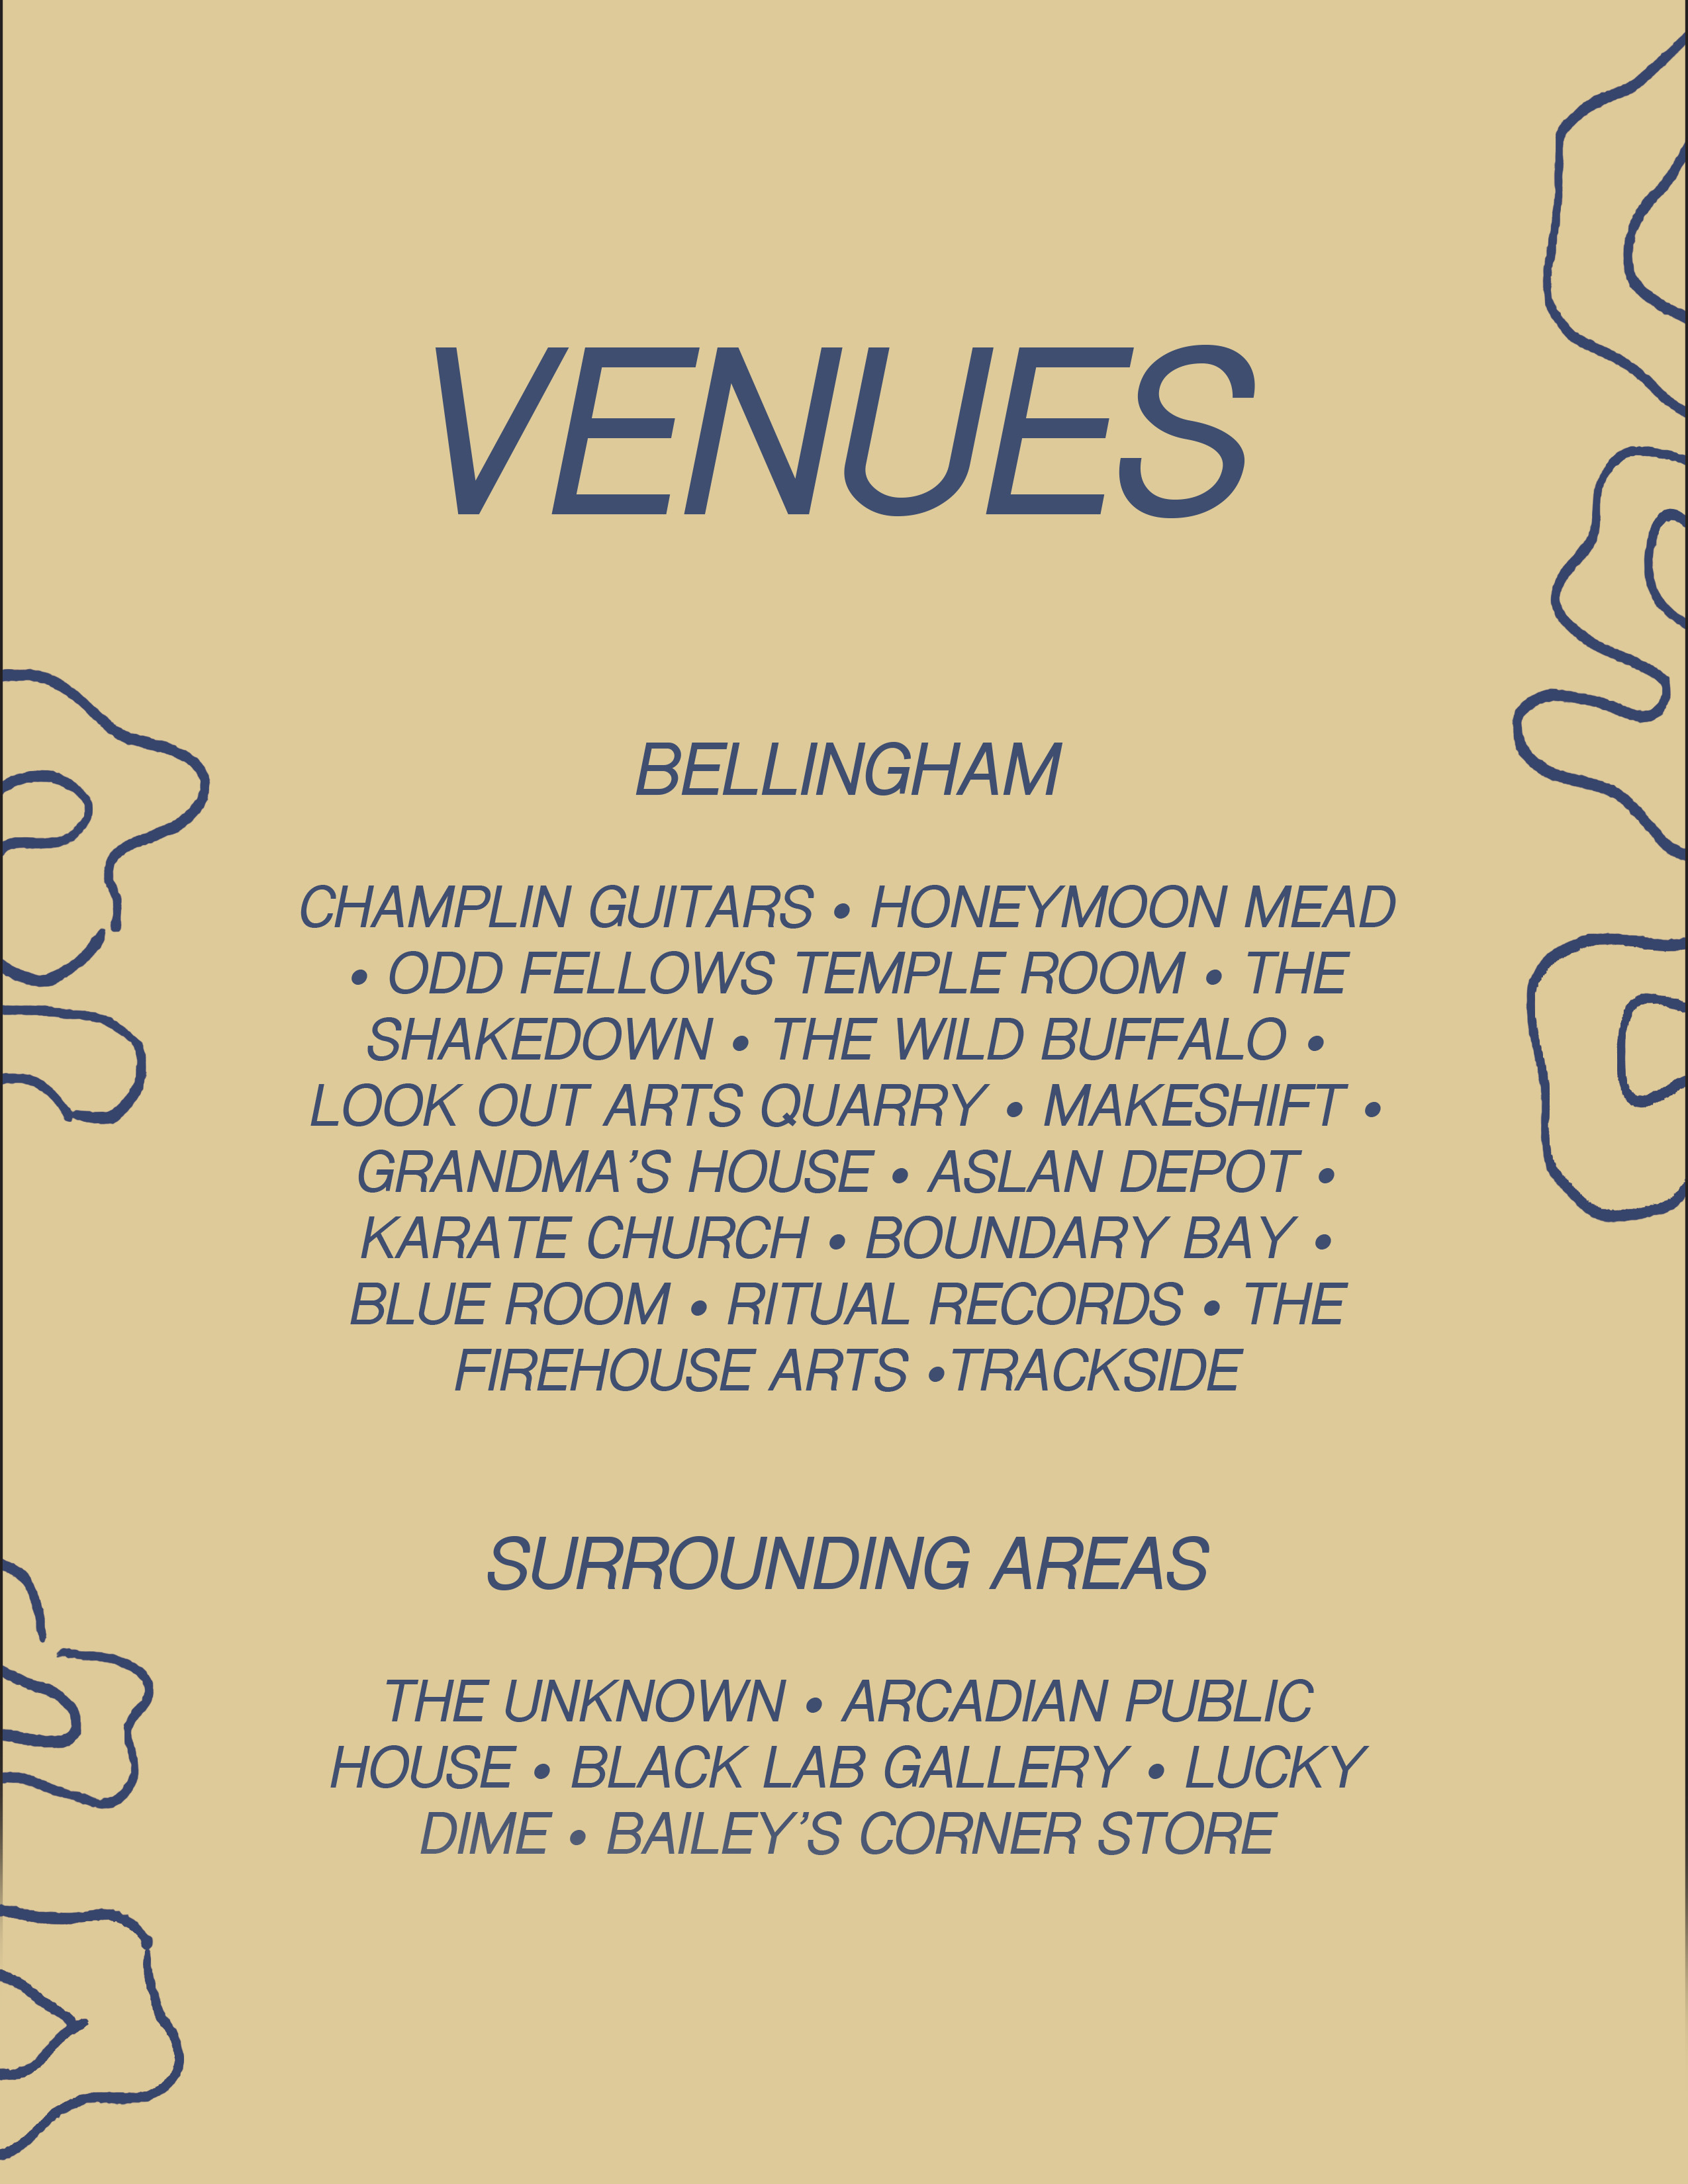 VENUES
BELLINGHAM
CHAMPLIN GUITARS • HONEYMOON MEAD
• ODD FELLOWS TEMPLE ROOM • THE
SHAKEDOWN • THE WILD BUFFALO •
LOOK OUT ARTS QUARRY • MAKESHIFT •
GRANDMA’S HOUSE • ASLAN DEPOT •
KARATE CHURCH • BOUNDARY BAY •
BLUE ROOM • RITUAL RECORDS • THE
FIREHOUSE ARTS •TRACKSIDE
SURROUNDING AREAS
THE UNKNOWN • ARCADIAN PUBLIC
HOUSE • BLACK LAB GALLERY • LUCKY
DIME • BAILEY’S CORNER STORE